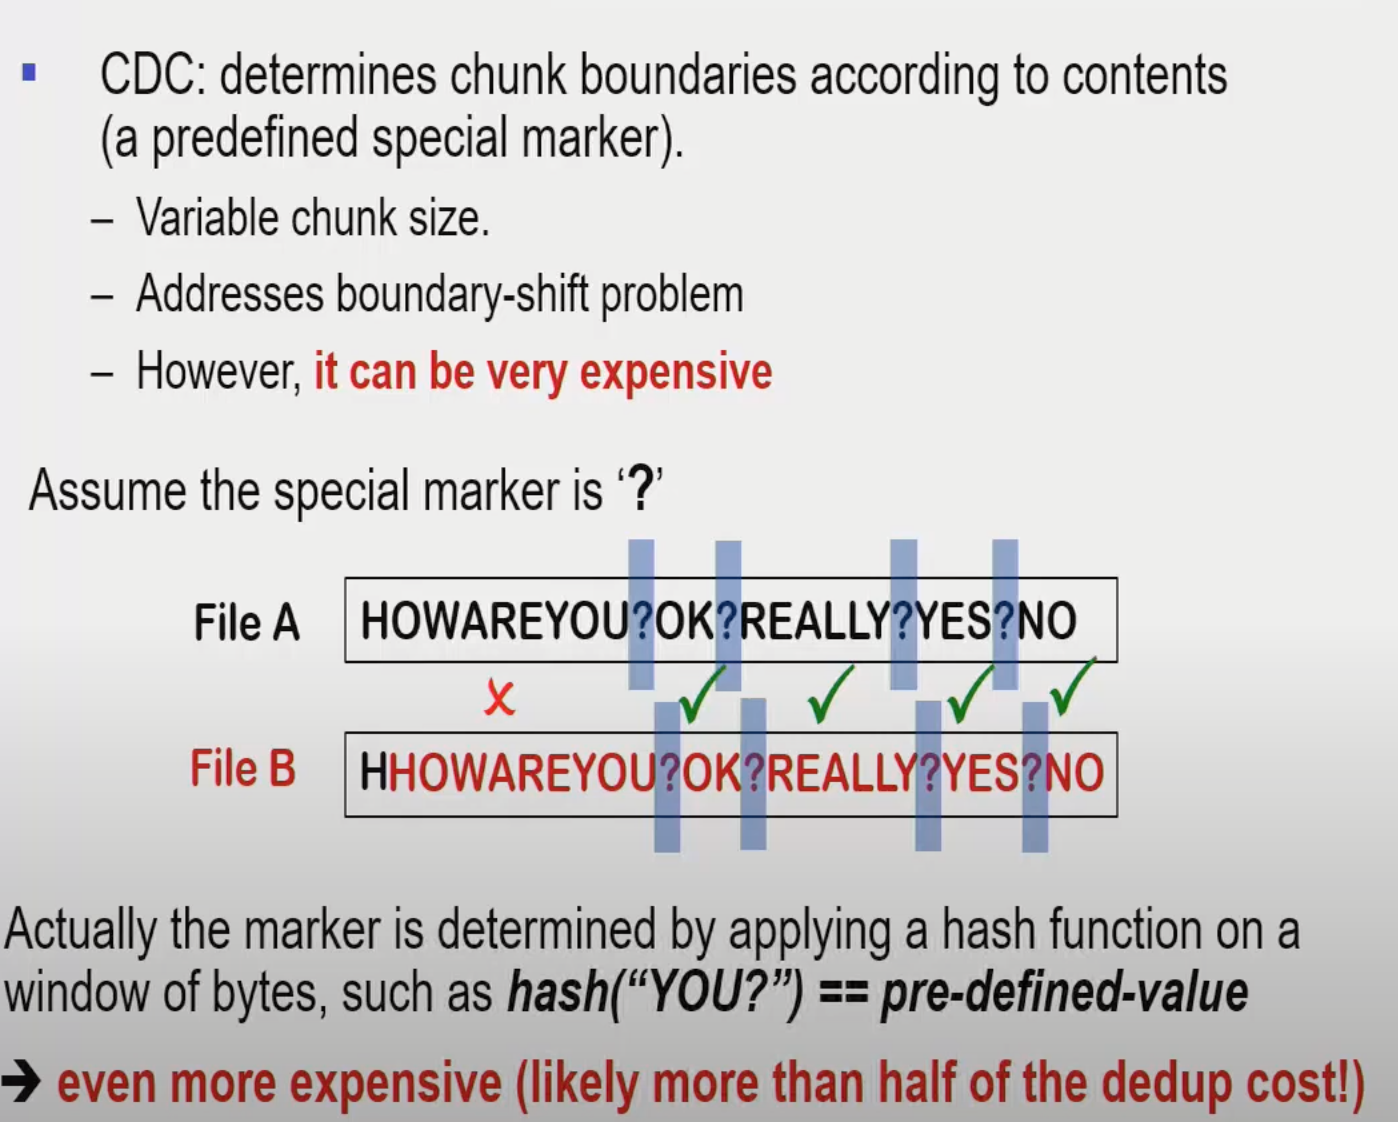 CDC: determines chunk boundaries according to contents
(a predefined special marker).
– Variable chunk size.
– Addresses boundary-shift problem
– However, it can be very expensive
Assume the special marker is ‘?’
File A HOWAREYOU?OK?REALLY?YES?NO
File B HHOWAREYOU?OK?REALLY?YES?NO
Actually the marker is determined by applying a hash function on a
window of bytes, such as hash(“YOU?”) == pre-defined-value
➔ even more expensive (likely more than half of the dedup cost!)